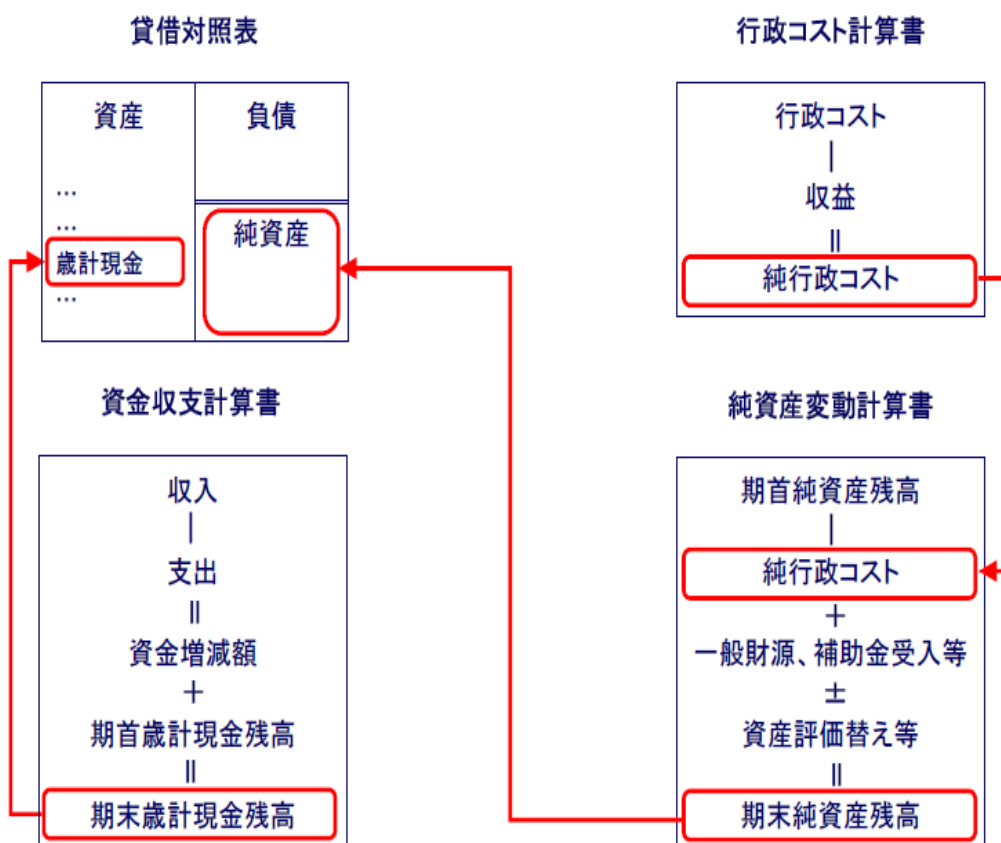 貸借対照表
資産
負債
…
…
歳計現金
…
純資産
行政コスト計算書
行政コスト
|
収益
||
純行政コスト
資金収支計算書
収入
|
支出
||
資金増減額
+
期首歳計現金残高
||
期末歳計現金残高
純資産変動計算書
期首純資産残高
|
純行政コスト
+
一般財源、補助金受入等
±
資産評価替え等
||
期末純資産残高